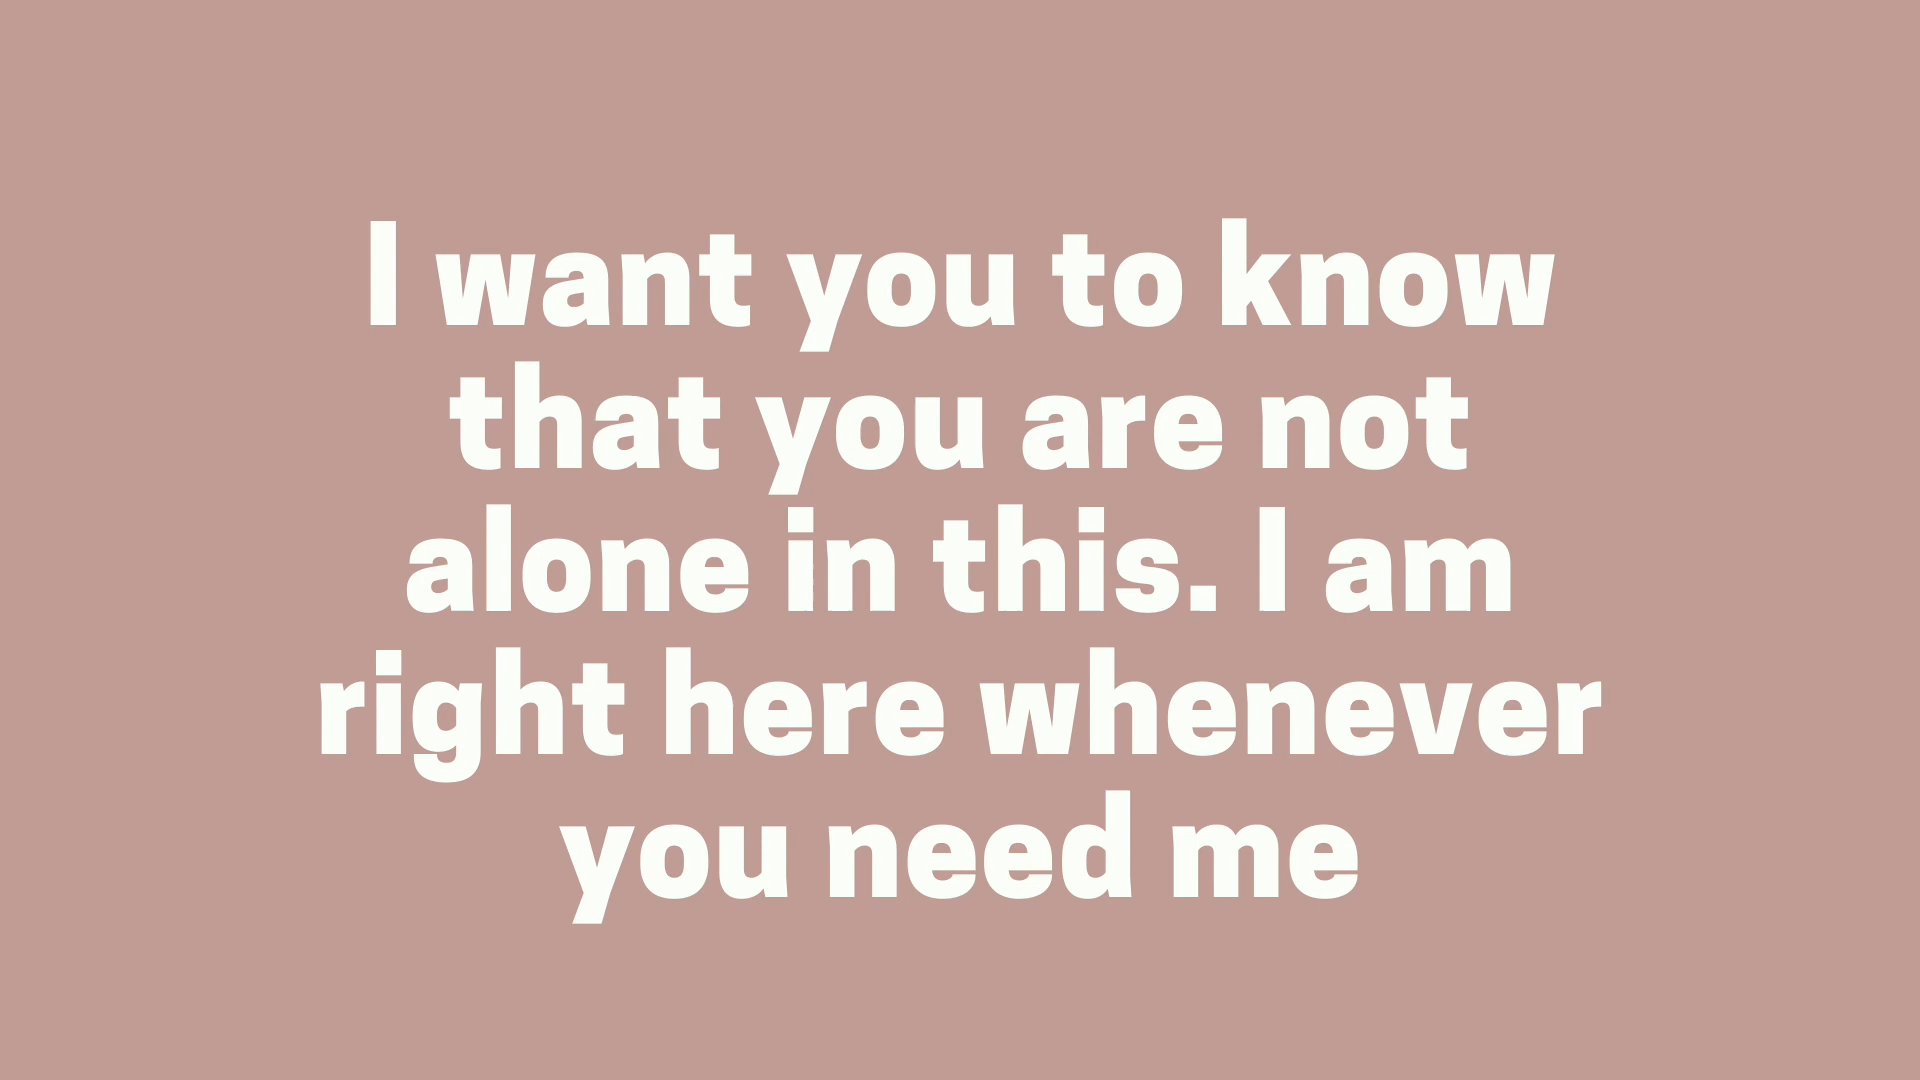 I want you to know
that you are not
alone in this. I am
right here whenever
you need me